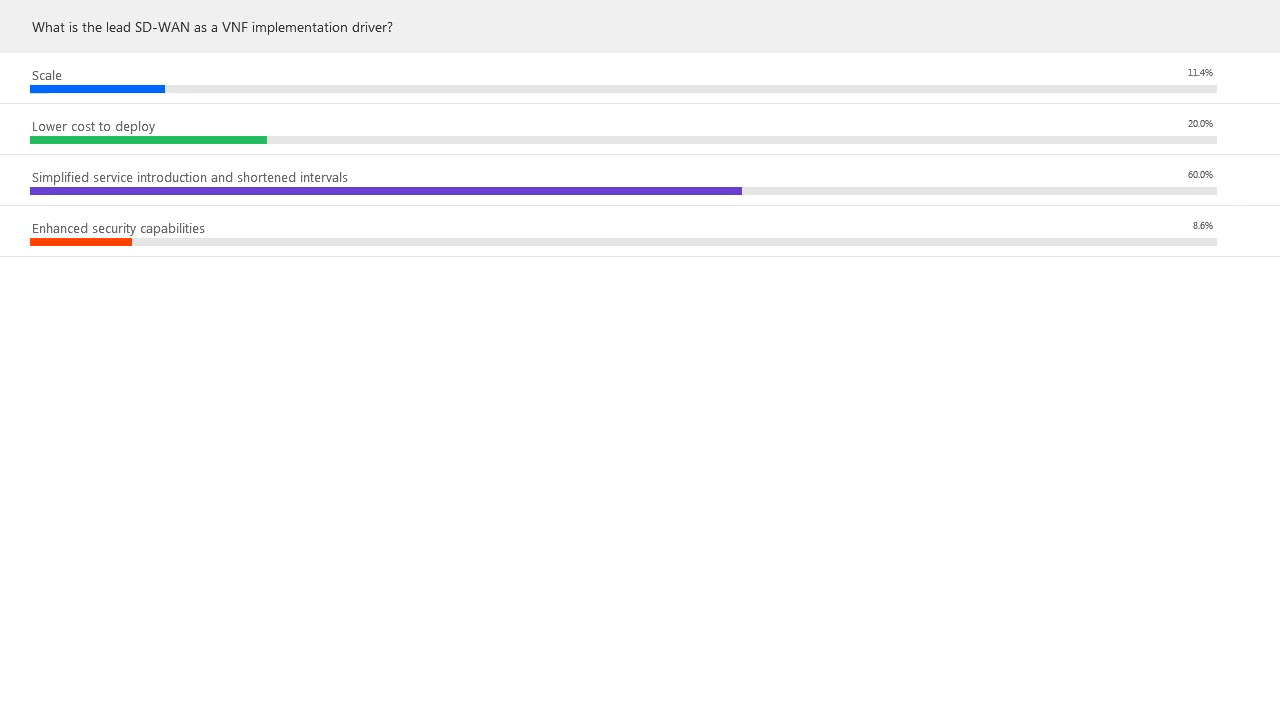 What is the lead SD-WAN as a VNF implementation driver?
Scale
11.4%
Lower cost to deploy
20.0%
Simplified service introduction and shortened intervals
60.0%
Enhanced security capabilities
8.6%